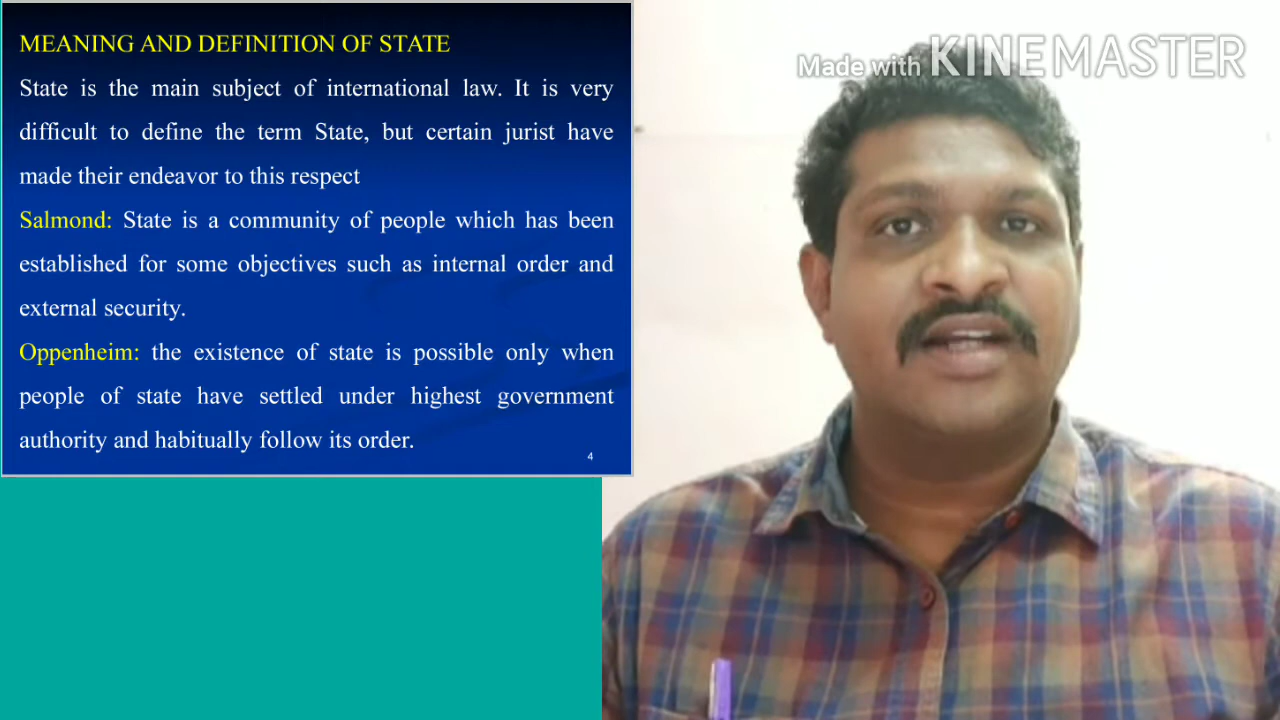 MEANING AND DEFINITION OF STATE
State is the main subject of international law. It is very
difficult to define the term State, but certain jurist have
made their endeavor to this respect
Salmond: State is a community of people which has been
established for some objectives such as internal order and
external security.
Oppenheim: the existence of state is possible only when
people of state have settled under highest government
authority and habitually follow its order.
4
Made with KINEMASTER